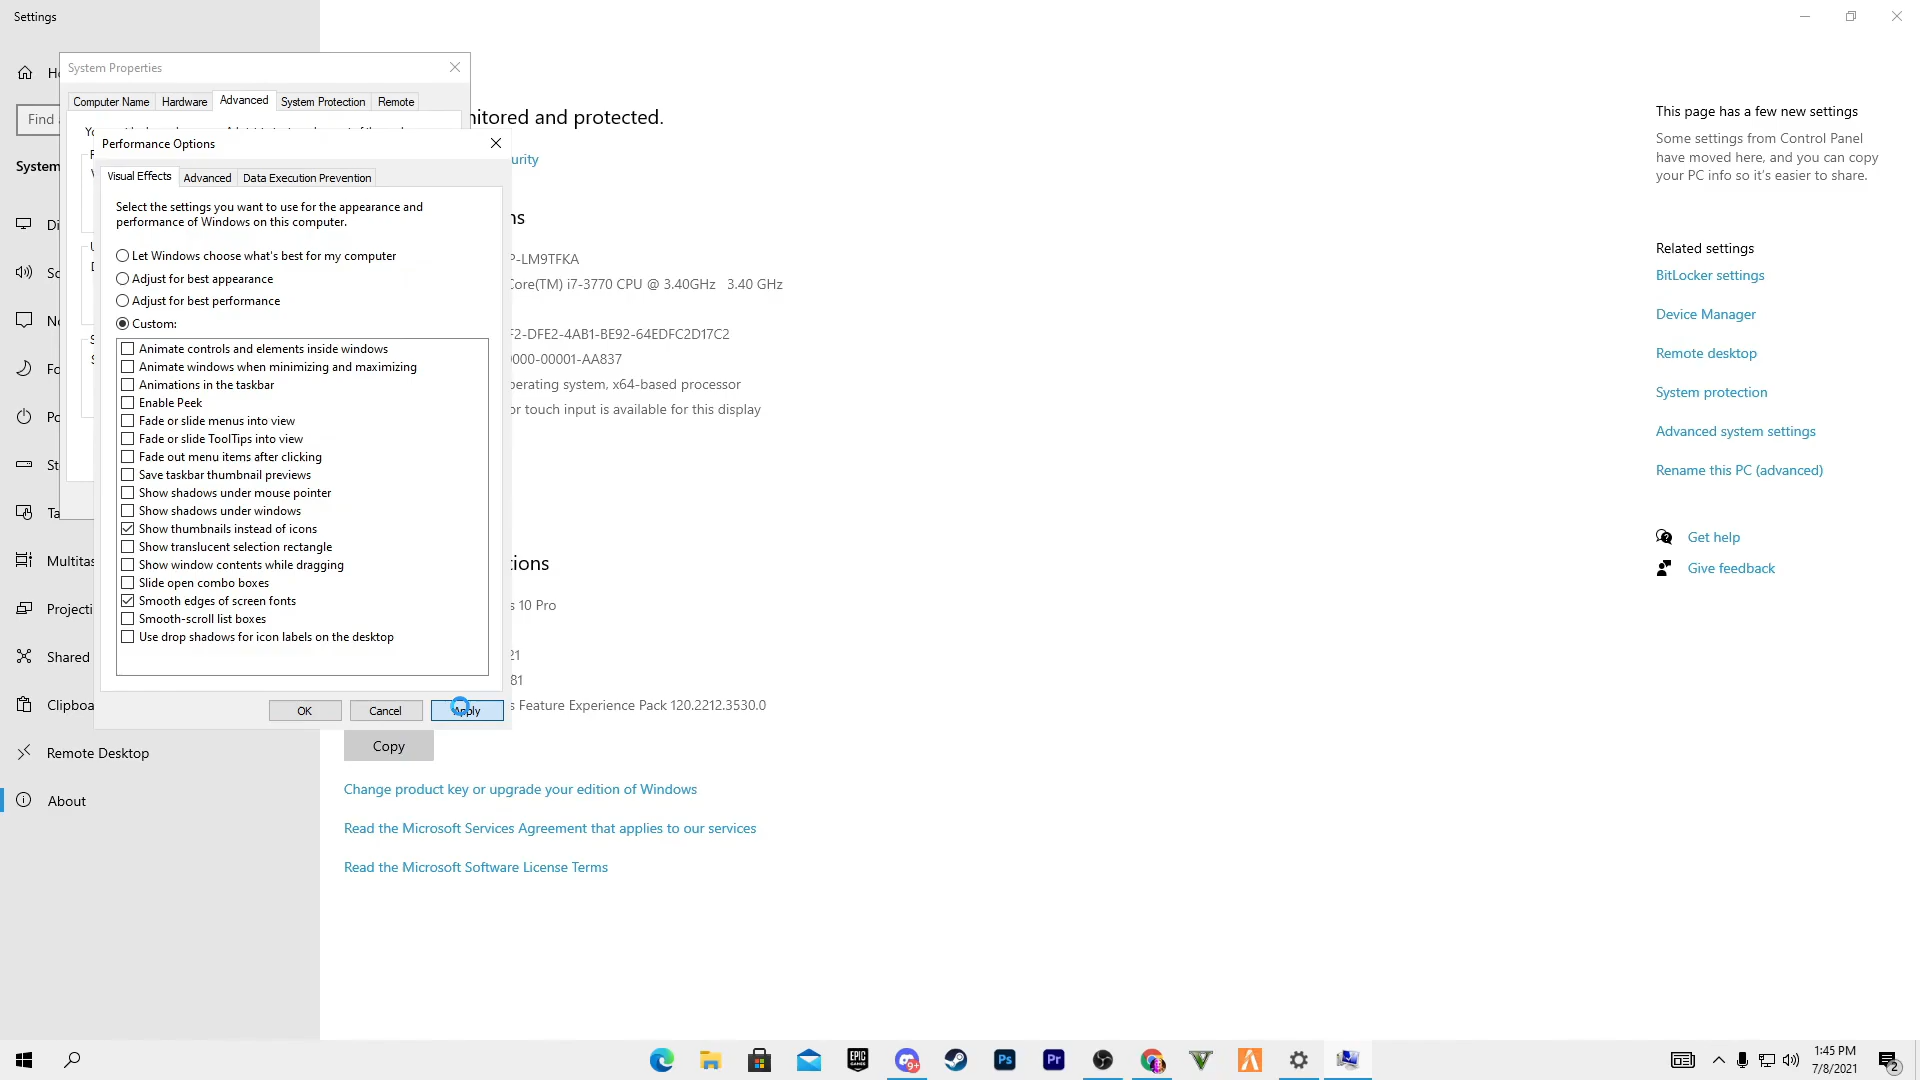 Settings
System Properties
Computer Name
Hardware
Advanced
System Protection
Remote
Find
System
Multitas
Projecti
Shared
Clipboa
Remote Desktop
About
Performance Options
Visual Effects
Advanced
Data Execution Prevention
Select the settings you want to use for the appearance and
performance of Windows on this computer.
Let Windows choose what's best for my computer
Adjust for best appearance
Adjust for best performance
Custom:
Animate controls and elements inside windows
Animate windows when minimizing and maximizing
Animations in the taskbar
Enable Peek
Fade or slide menus into view
Fade or slide ToolTips into view
Fade out menu items after clicking
Save taskbar thumbnail previews
Show shadows under mouse pointer
Show shadows under windows
Show thumbnails instead of icons
Show translucent selection rectangle
Show window contents while dragging
Slide open combo boxes
Smooth edges of screen fonts
Smooth-scroll list boxes
Use drop shadows for icon labels on the desktop
OK
Cancel
Apply
nitored and protected.
urity
ns
P-LM9TFKA
Core(TM) i7-3770 CPU @ 3.40GHz 3.40 GHz
F2-DFE2-4AB1-BE92-64EDFC2D17C2
0000-00001-AA837
perating system, x64-based processor
or touch input is available for this display
tions
s 10 Pro
21
81
s Feature Experience Pack 120.2212.3530.0
Copy
Change product key or upgrade your edition of Windows
Read the Microsoft Services Agreement that applies to our services
Read the Microsoft Software License Terms
This page has a few new settings
Some settings from Control Panel
have moved here, and you can copy
your PC info so it's easier to share.
Related settings
BitLocker settings
Device Manager
Remote desktop
System protection
Advanced system settings
Rename this PC (advanced)
Get help
Give feedback
EPIC
GAMES
9+
Ps
Pr
1:45 PM
7/8/2021
2